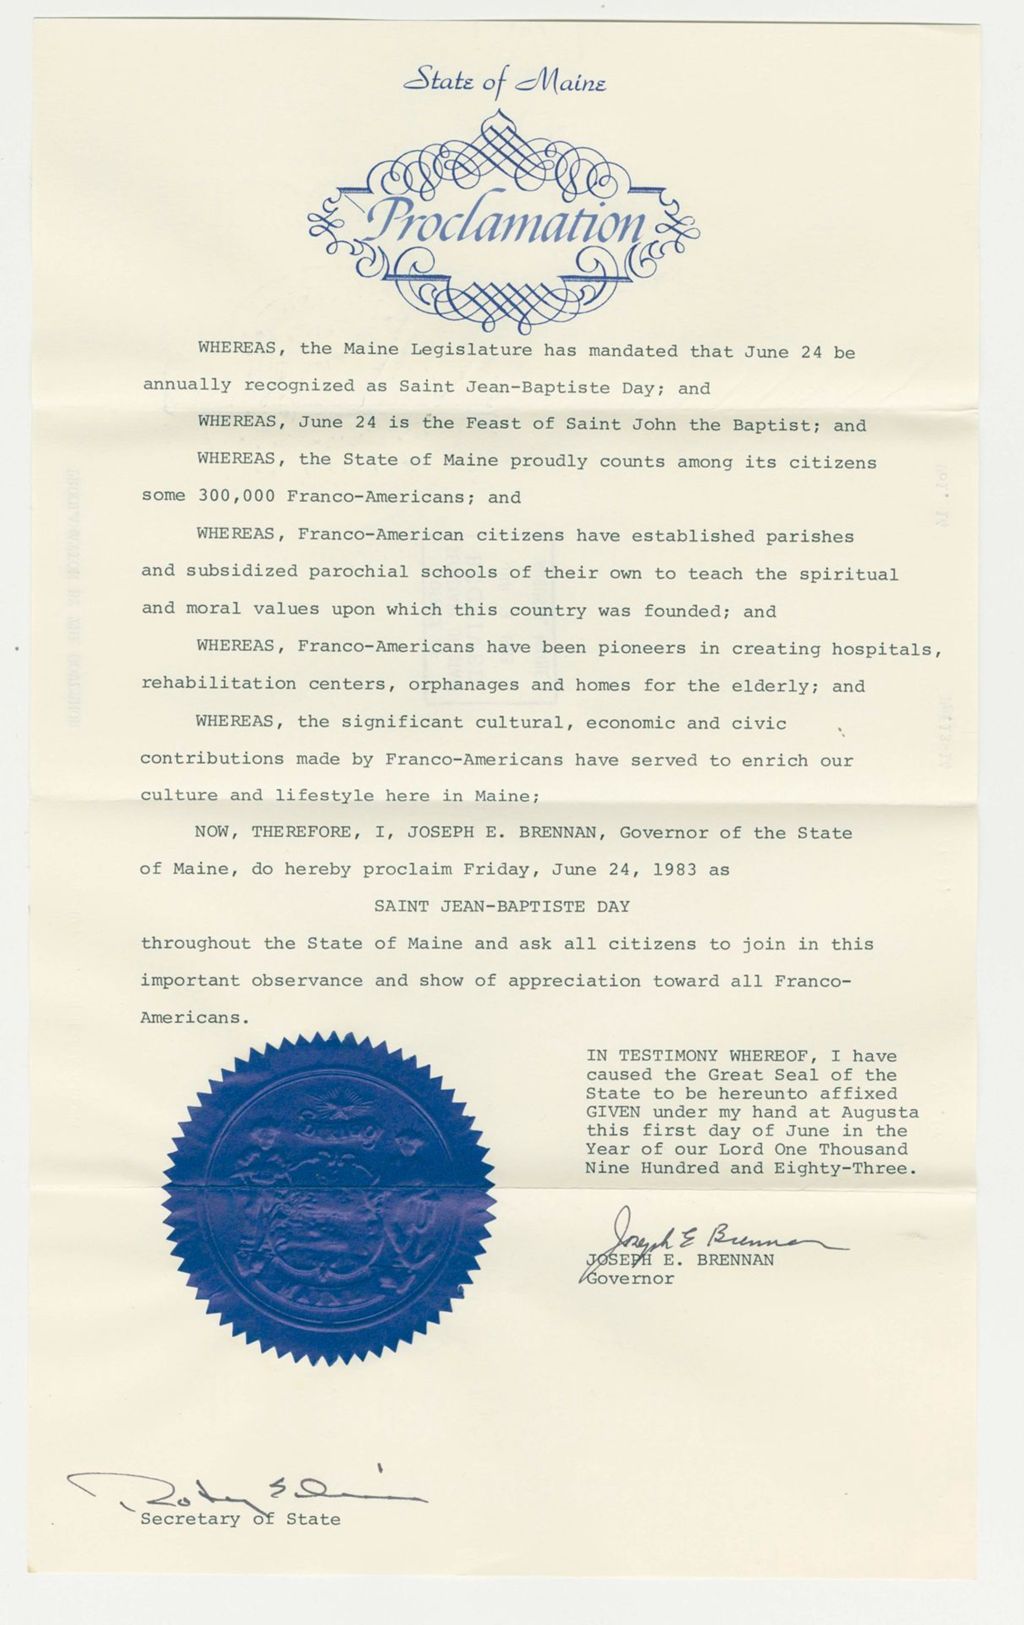 State of Maine
Proclamation
WHEREAS, the Maine Legislature has mandated that June 24 be
annually recognized as Saint Jean-Baptiste Day; and
WHEREAS, June 24 is the Feast of Saint John the Baptist; and
WHEREAS, the State of Maine proudly counts among its citizens
some 300,000 Franco-Americans; and
WHEREAS, Franco-American citizens have established parishes
and subsidized parochial schools of their own to teach the spiritual
and moral values upon which this country was founded; and
WHEREAS, Franco-Americans have been pioneers in creating hospitals,
rehabilitation centers, orphanages and homes for the elderly; and
WHEREAS, the significant cultural, economic and civic
contributions made by Franco-Americans have served to enrich our
culture and lifestyle here in Maine;
NOW, THEREFORE, I, JOSEPH E. BRENNAN, Governor of the State
of Maine, do hereby proclaim Friday, June 24, 1983 as
SAINT JEAN-BAPTISTE DAY
throughout the State of Maine and ask all citizens to join in this
important observance and show of appreciation toward all Franco-
Americans.
IN TESTIMONY WHEREOF, I have
caused the Great Seal of the
State to be hereunto affixed
GIVEN under my hand at Augusta
this first day of June in the
Year of our Lord One Thousand
Nine Hundred and Eighty-Three.
Joseph E Brennan
JOSEPH E. BRENNAN
Governor
Secretary of State